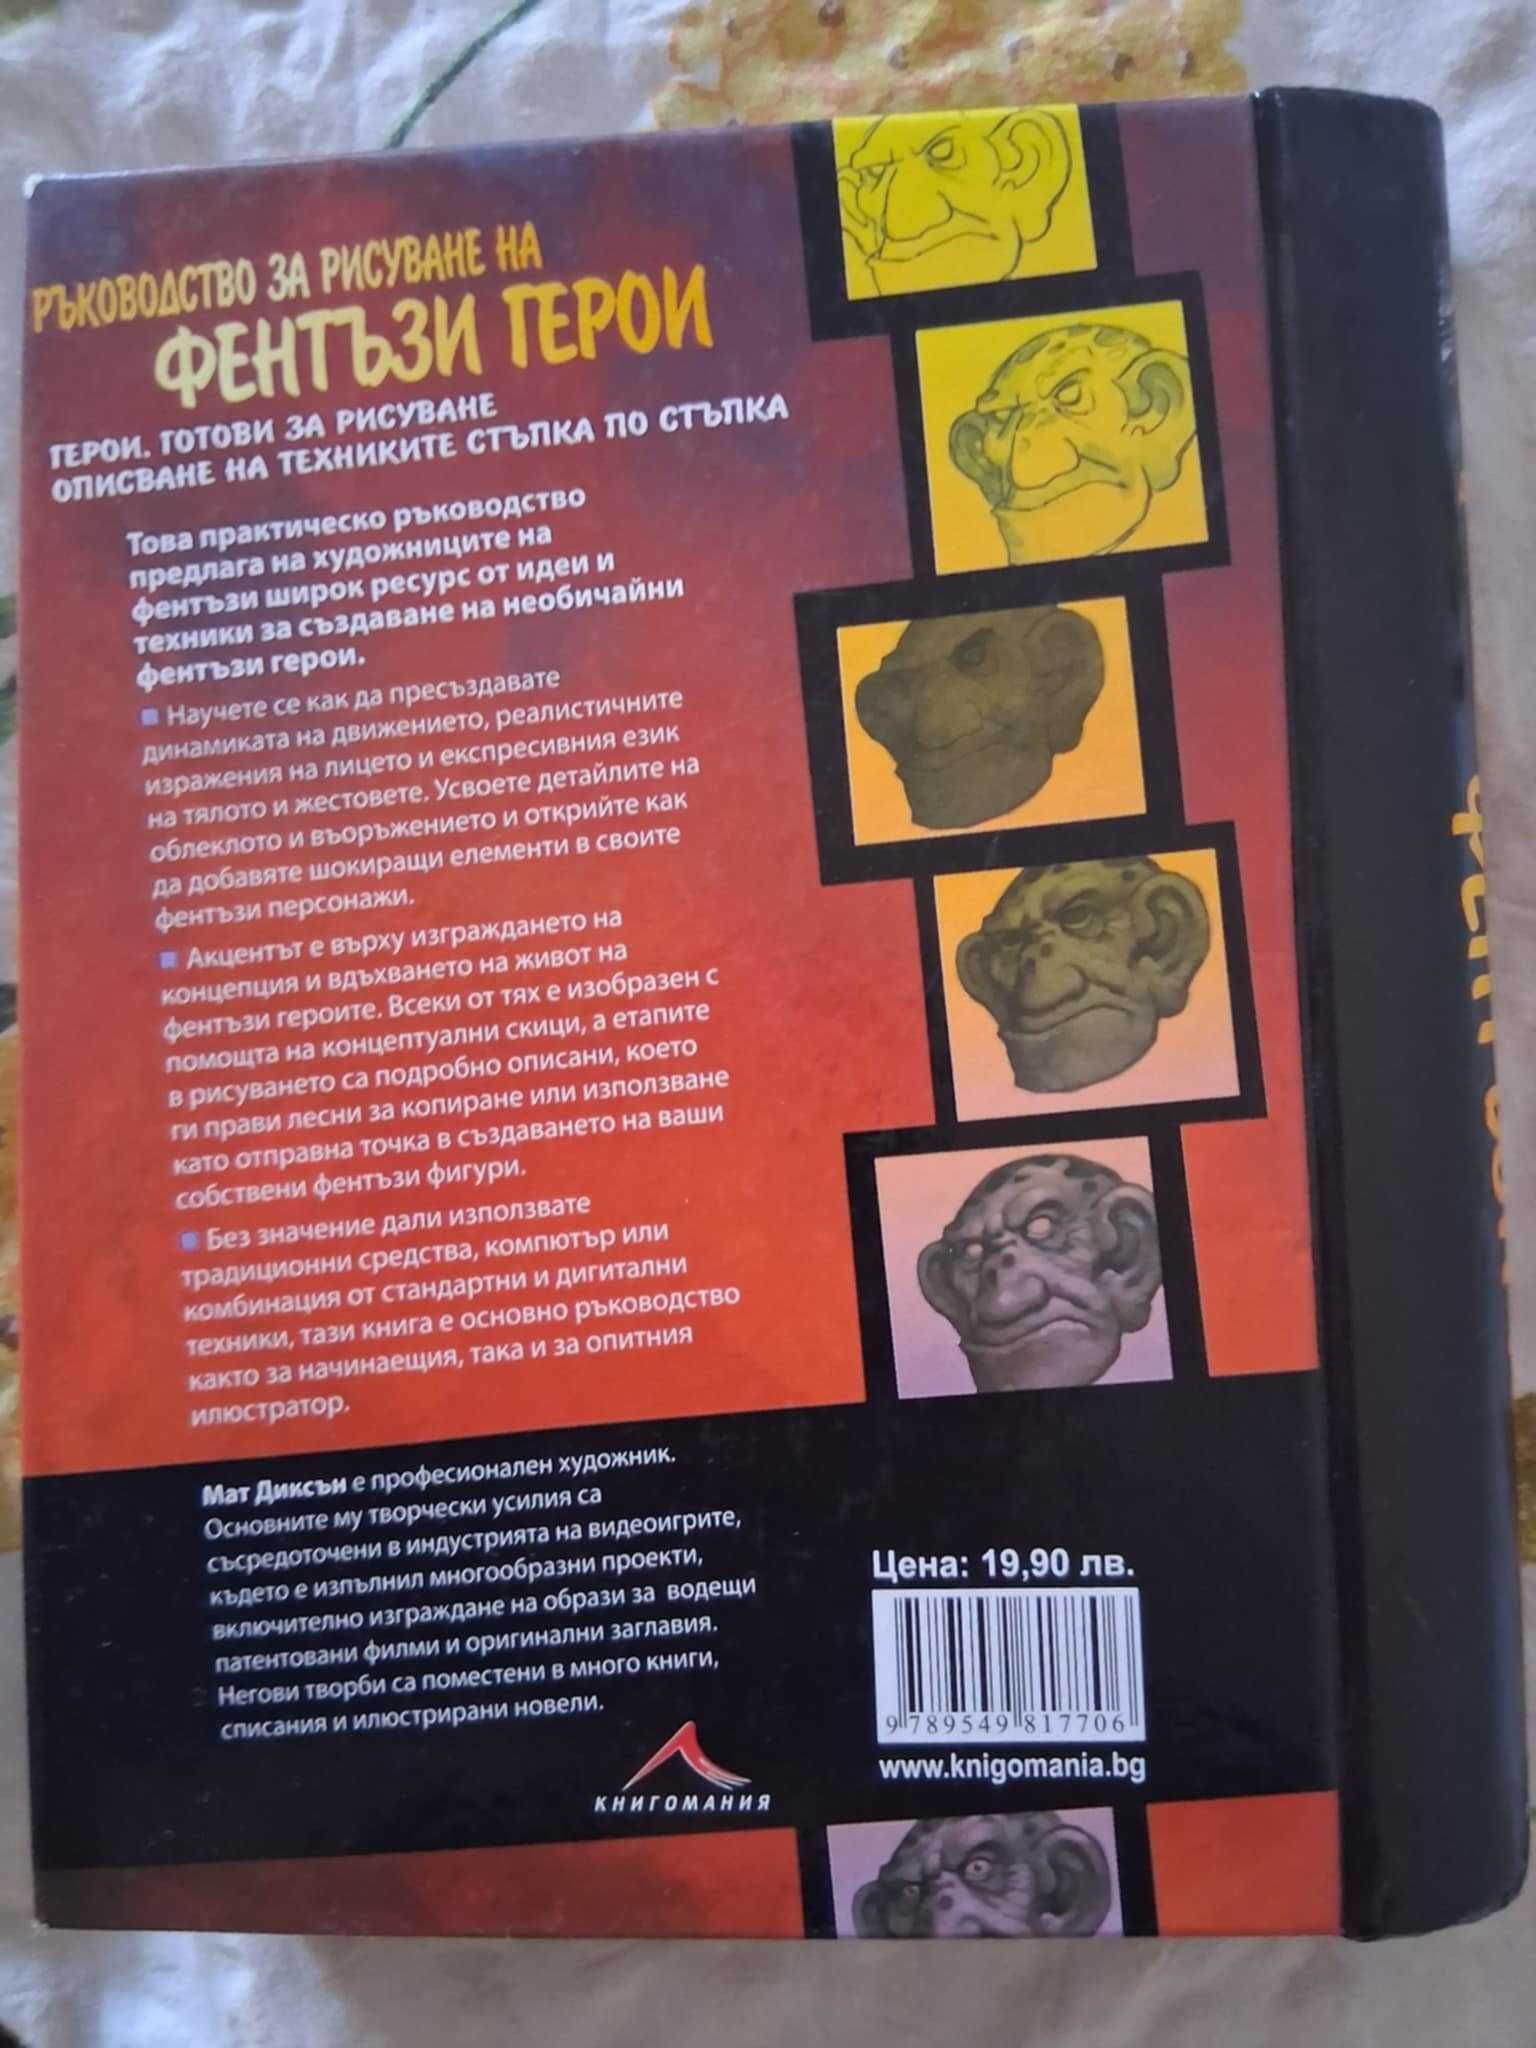 РЪКОВОДСТВО ЗА РИСУВАНЕ НА
ФЕНТЪЗИ ГЕРОИ
ГЕРОИ. ГОТОВИ ЗА РИСУВАНЕ
ОПИСВАНЕ НА ТЕХНИКИТЕ СТЪПКА ПО СТЪПКА
Това практическо ръководство
предлага на художниците на
фентъзи широк ресурс от идеи и
техники за създаване на необичайни
фентъзи герои.
Научете се как да пресъздавате
динамиката на движението, реалистичните
изражения на лицето и експресивния език
на тялото и жестовете. Усвоете детайлите на
облеклото и въоръжението и открийте как
да добавяте шокиращи елементи в своите
фентъзи персонажи.
Акцентът е върху изграждането на
концепция и вдъхването на живот на
фентъзи героите. Всеки от тях е изобразен с
помощта на концептуални скици, а етапите
в рисуването са подробно описани, което
ги прави лесни за копиране или използване
като отправна точка в създаването на ваши
собствени фентъзи фигури.
Без значение дали използвате
традиционни средства, компютър или
комбинация от стандартни и дигитални
техники, тази книга е основно ръководство
както за начинаещия, така и за опитния
илюстратор.
Мат Диксън е професионален художник.
Основните му творчески усилия са
съсредоточени в индустрията на видеоигрите,
където е изпълнил многообразни проекти,
включително изграждане на образи за водещи
патентовани филми и оригинални заглавия.
Негови творби са поместени в много книги,
списания и илюстрирани новели.
КНИГОМАНИЯ
Цена: 19,90 лв.
9 789549 817706
www.knigomania.bg